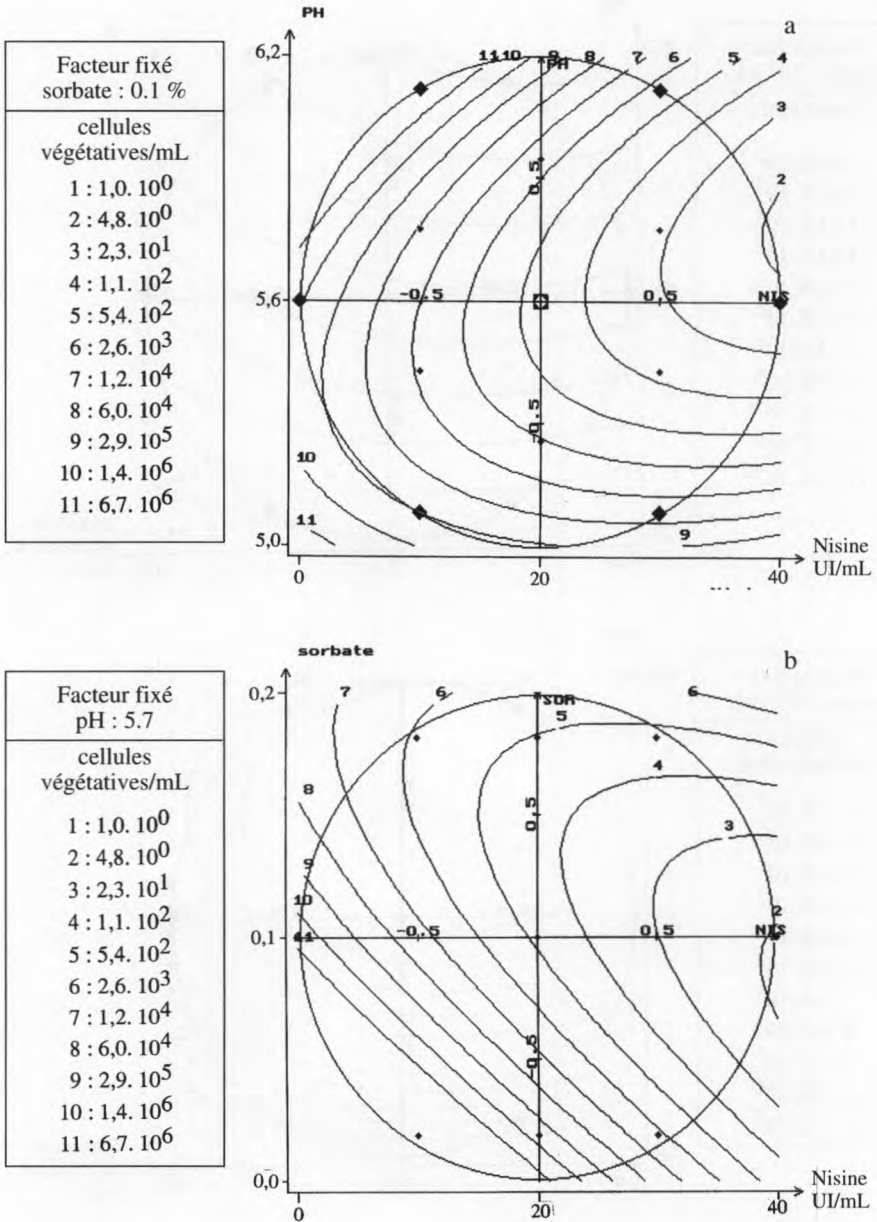 PH
a
6,2
11 10 9 8 7 6 5 4
PH
3
2
0,5
5,6
-0,5
0,5
NIS
-0,5
10
11
9
5,0
0
20
40
Nisine
UI/mL
Facteur fixé
sorbate : 0.1 %
cellules
végétatives/mL
1 : 1,0. 10⁰
2 : 4,8. 10⁰
3 : 2,3. 10¹
4 : 1,1. 10²
5 : 5,4. 10²
6 : 2,6. 10³
7 : 1,2. 10⁴
8 : 6,0. 10⁴
9 : 2,9. 10⁵
10 : 1,4. 10⁶
11 : 6,7. 10⁶
sorbate
b
0,2
7
6
SOR
5
6
4
8
0,5
3
9
10
2
0,1
11
-0,5
0,5
NIS
-0,5
0,0
0
20
40
Nisine
UI/mL
Facteur fixé
pH : 5.7
cellules
végétatives/mL
1 : 1,0. 10⁰
2 : 4,8. 10⁰
3 : 2,3. 10¹
4 : 1,1. 10²
5 : 5,4. 10²
6 : 2,6. 10³
7 : 1,2. 10⁴
8 : 6,0. 10⁴
9 : 2,9. 10⁵
10 : 1,4. 10⁶
11 : 6,7. 10⁶